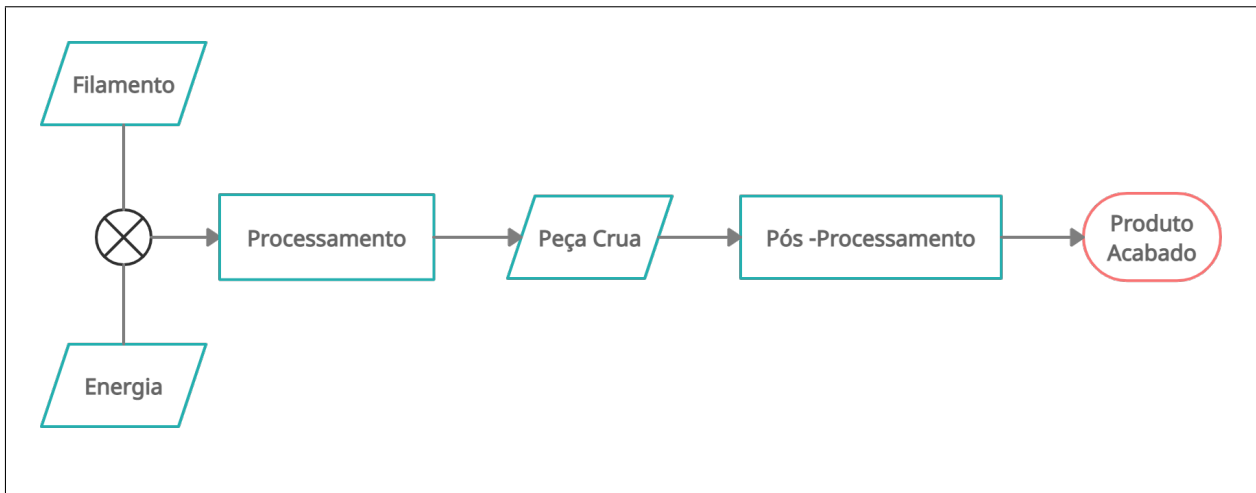 Filamento
Processamento
Peça Crua
Pós -Processamento
Produto
Acabado
Energia